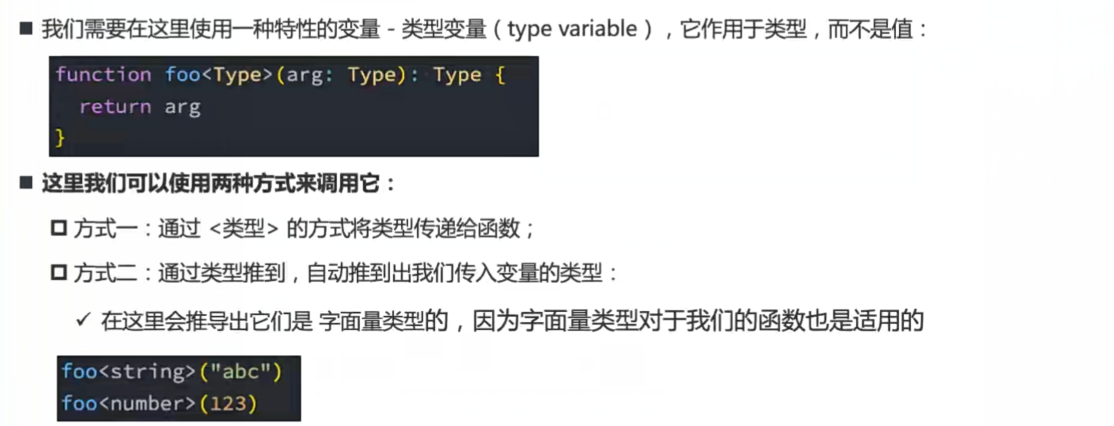 ■ 我们需要在这里使用一种特性的变量 - 类型变量（type variable），它作用于类型，而不是值：
function foo<Type>(arg: Type): Type {
  return arg
}
■ 这里我们可以使用两种方式来调用它：
方式一：通过 <类型> 的方式将类型传递给函数；
方式二：通过类型推到，自动推到出我们传入变量的类型：
✓ 在这里会推导出它们是 字面量类型的，因为字面量类型对于我们的函数也是适用的
foo<string>("abc")
foo<number>(123)